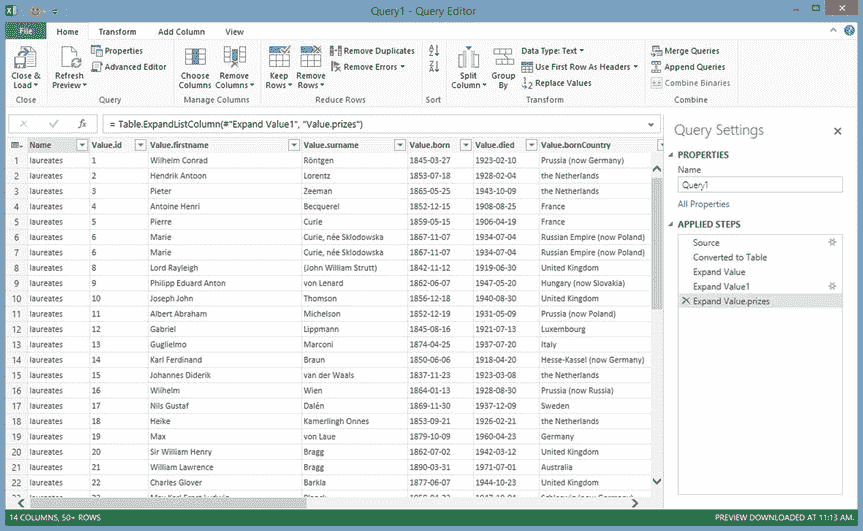 Query1 - Query Editor
File Home Transform Add Column View
Close & Load
Close
Refresh Preview
Properties
Advanced Editor
Query
Choose Columns
Remove Columns
Manage Columns
Keep Rows
Remove Rows
Remove Duplicates
Remove Errors
Reduce Rows
Sort
Split Column
Group By
Data Type: Text
Use First Row As Headers
Replace Values
Transform
Merge Queries
Append Queries
Combine Binaries
Combine
= Table.ExpandListColumn(#"Expand Value1", "Value.prizes")
Name Value.id Value.firstname Value.surname Value.born Value.died Value.bornCountry
1 laureates 1 Wilhelm Conrad Röntgen 1845-03-27 1923-02-10 Prussia (now Germany)
2 laureates 2 Hendrik Antoon Lorentz 1853-07-18 1928-02-04 the Netherlands
3 laureates 3 Pieter Zeeman 1865-05-25 1943-10-09 the Netherlands
4 laureates 4 Antoine Henri Becquerel 1852-12-15 1908-08-25 France
5 laureates 5 Pierre Curie 1859-05-15 1906-04-19 France
6 laureates 6 Marie Curie, née Sklodowska 1867-11-07 1934-07-04 Russian Empire (now Poland)
7 laureates 6 Marie Curie, née Sklodowska 1867-11-07 1934-07-04 Russian Empire (now Poland)
8 laureates 8 Lord Rayleigh (John William Strutt) 1842-11-12 1919-06-30 United Kingdom
9 laureates 9 Philipp Eduard Anton von Lenard 1862-06-07 1947-05-20 Hungary (now Slovakia)
10 laureates 10 Joseph John Thomson 1856-12-18 1940-08-30 United Kingdom
11 laureates 11 Albert Abraham Michelson 1852-12-19 1931-05-09 Prussia (now Poland)
12 laureates 12 Gabriel Lippmann 1845-08-16 1921-07-13 Luxembourg
13 laureates 13 Guglielmo Marconi 1874-04-25 1937-07-20 Italy
14 laureates 14 Karl Ferdinand Braun 1850-06-06 1918-04-20 Hesse-Kassel (now Germany)
15 laureates 15 Johannes Diderik van der Waals 1837-11-23 1923-03-08 the Netherlands
16 laureates 16 Wilhelm Wien 1864-01-13 1928-08-30 Prussia (now Russia)
17 laureates 17 Nils Gustaf Dalén 1869-11-30 1937-12-09 Sweden
18 laureates 18 Heike Kamerlingh Onnes 1853-09-21 1926-02-21 the Netherlands
19 laureates 19 Max von Laue 1879-10-09 1960-04-23 Germany
20 laureates 20 Sir William Henry Bragg 1862-07-02 1942-03-12 United Kingdom
21 laureates 21 William Lawrence Bragg 1890-03-31 1971-07-01 Australia
22 laureates 22 Charles Glover Barkla 1877-06-07 1944-10-23 United Kingdom
Query Settings
PROPERTIES
Name
Query1
All Properties
APPLIED STEPS
Source
Converted to Table
Expand Value
Expand Value1
Expand Value.prizes
14 COLUMNS, 50+ ROWS
PREVIEW DOWNLOADED AT 11:13 AM.